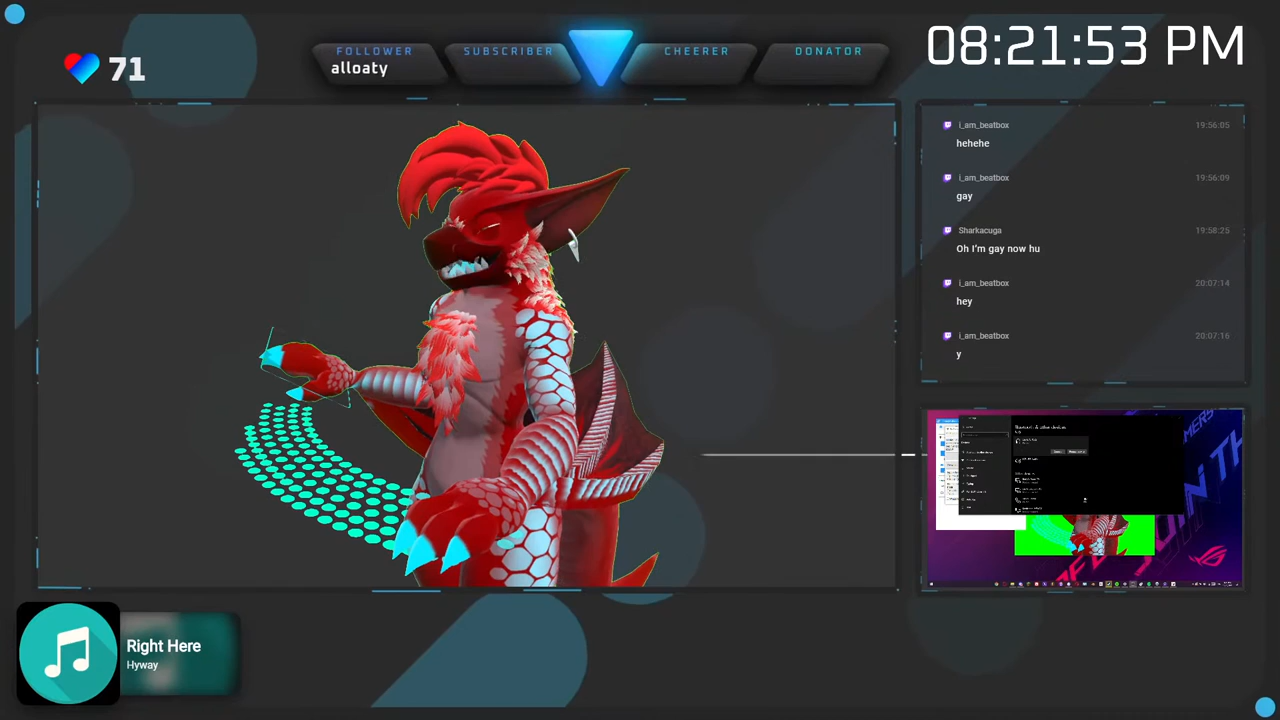 71
FOLLOWER
alloaty
SUBSCRIBER
CHEERER
DONATOR
08:21:53 PM
i_am_beatbox 19:56:05
hehehe
i_am_beatbox 19:56:09
gay
Sharkacuga 19:58:25
Oh I'm gay now hu
i_am_beatbox 20:07:14
hey
i_am_beatbox 20:07:16
y
Right Here
Hyway